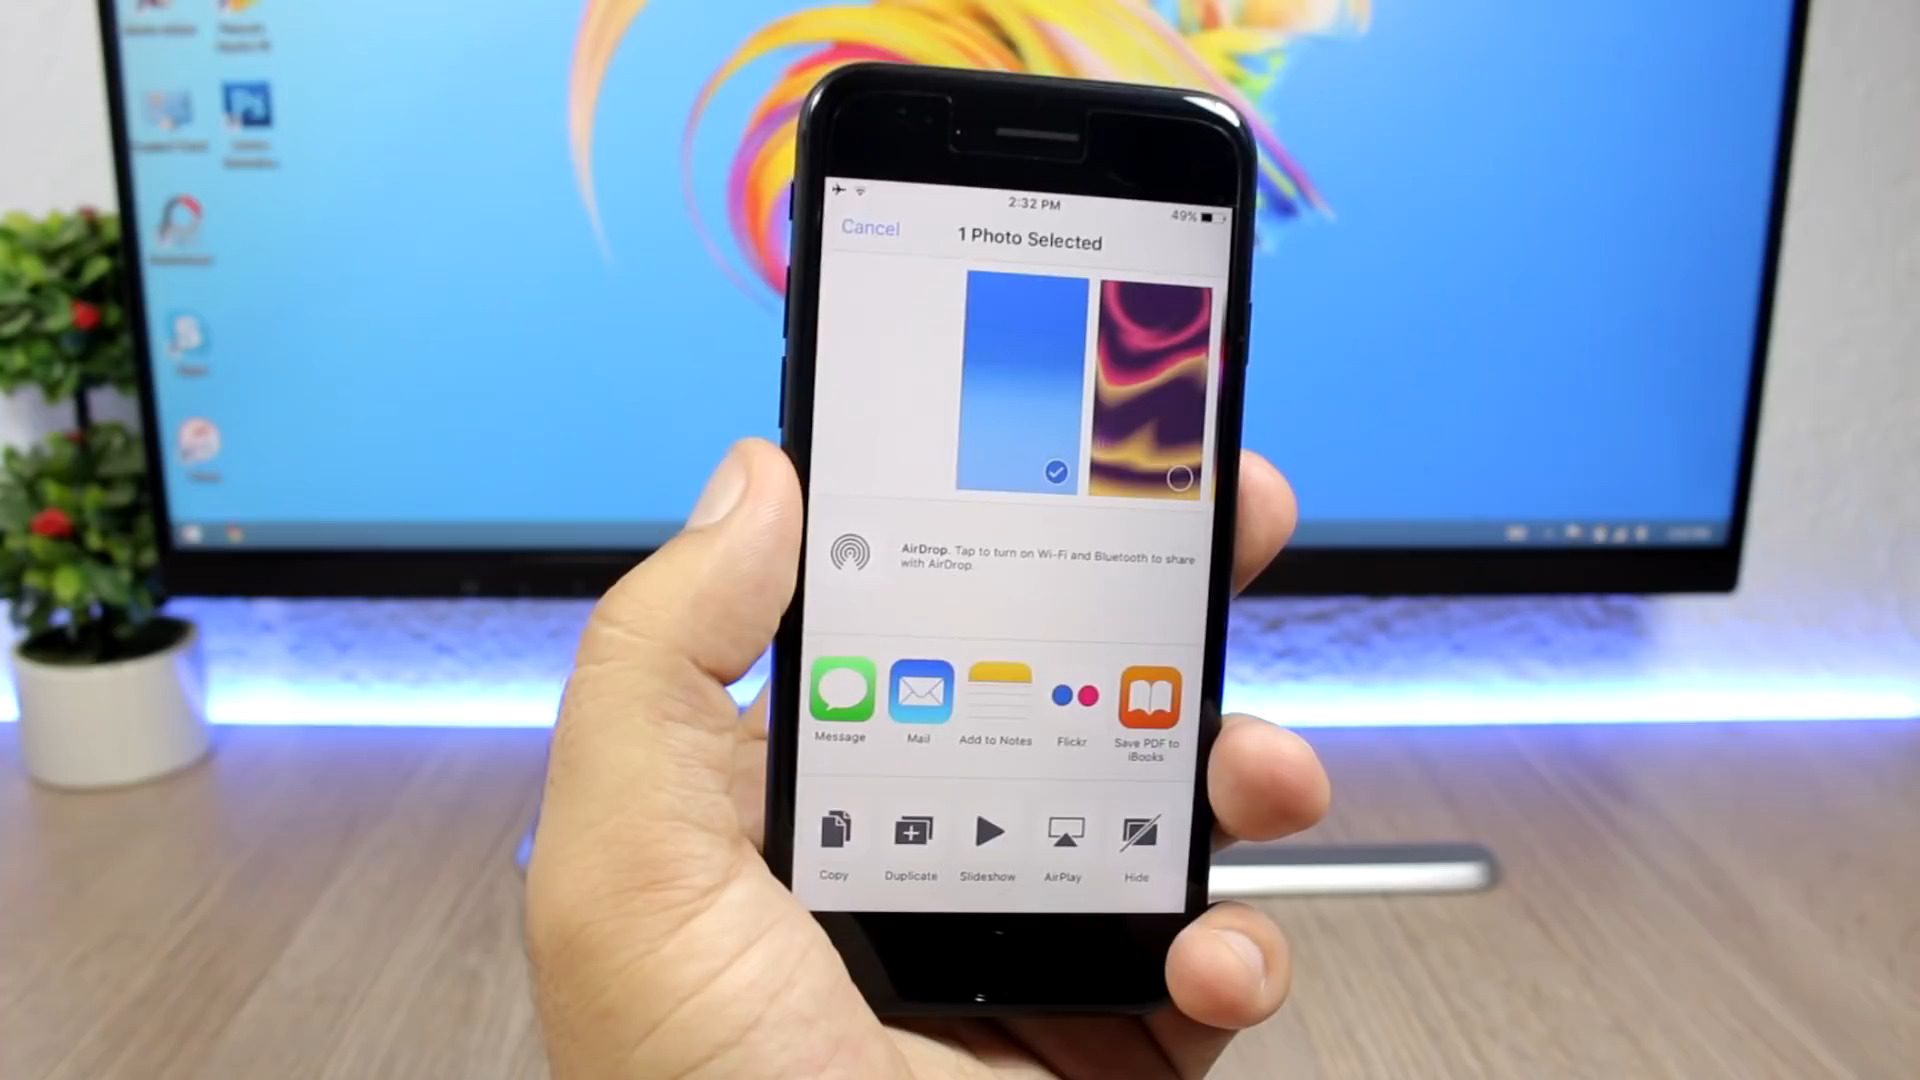 2:32 PM
49%
Cancel
1 Photo Selected
AirDrop. Tap to turn on Wi-Fi and Bluetooth to share
with AirDrop.
Message
Mail
Add to Notes
Flickr
Save PDF to
iBooks
Copy
Duplicate
Slideshow
AirPlay
Hide